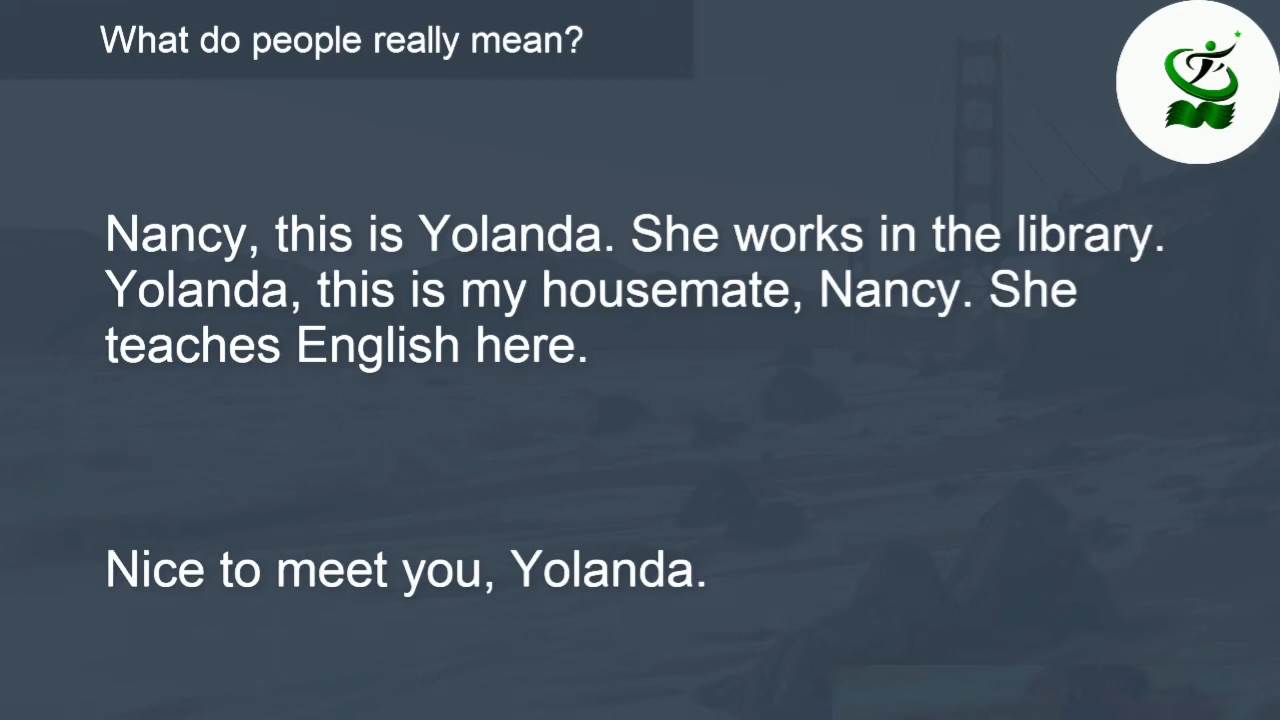 What do people really mean?
Nancy, this is Yolanda. She works in the library.
Yolanda, this is my housemate, Nancy. She
teaches English here.
Nice to meet you, Yolanda.